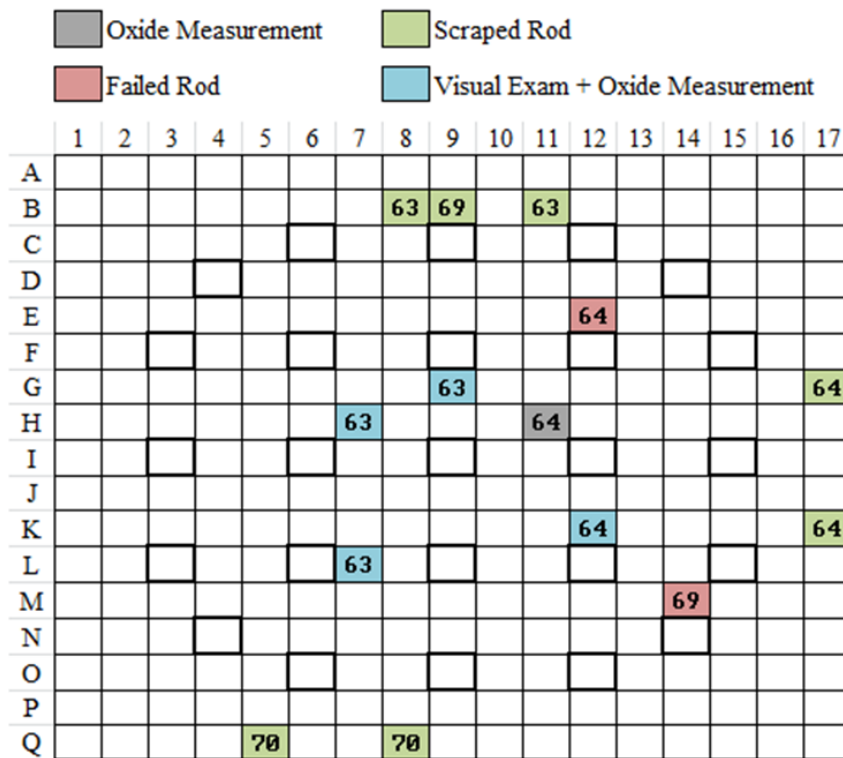 Oxide Measurement Scraped Rod
Failed Rod Visual Exam + Oxide Measurement
1 2 3 4 5 6 7 8 9 10 11 12 13 14 15 16 17
A
B 63 69 63
C
D
E 64
F
G 63 64
H 63 64
I
J
K 64 64
L 63
M 69
N
O
P
Q 70 70